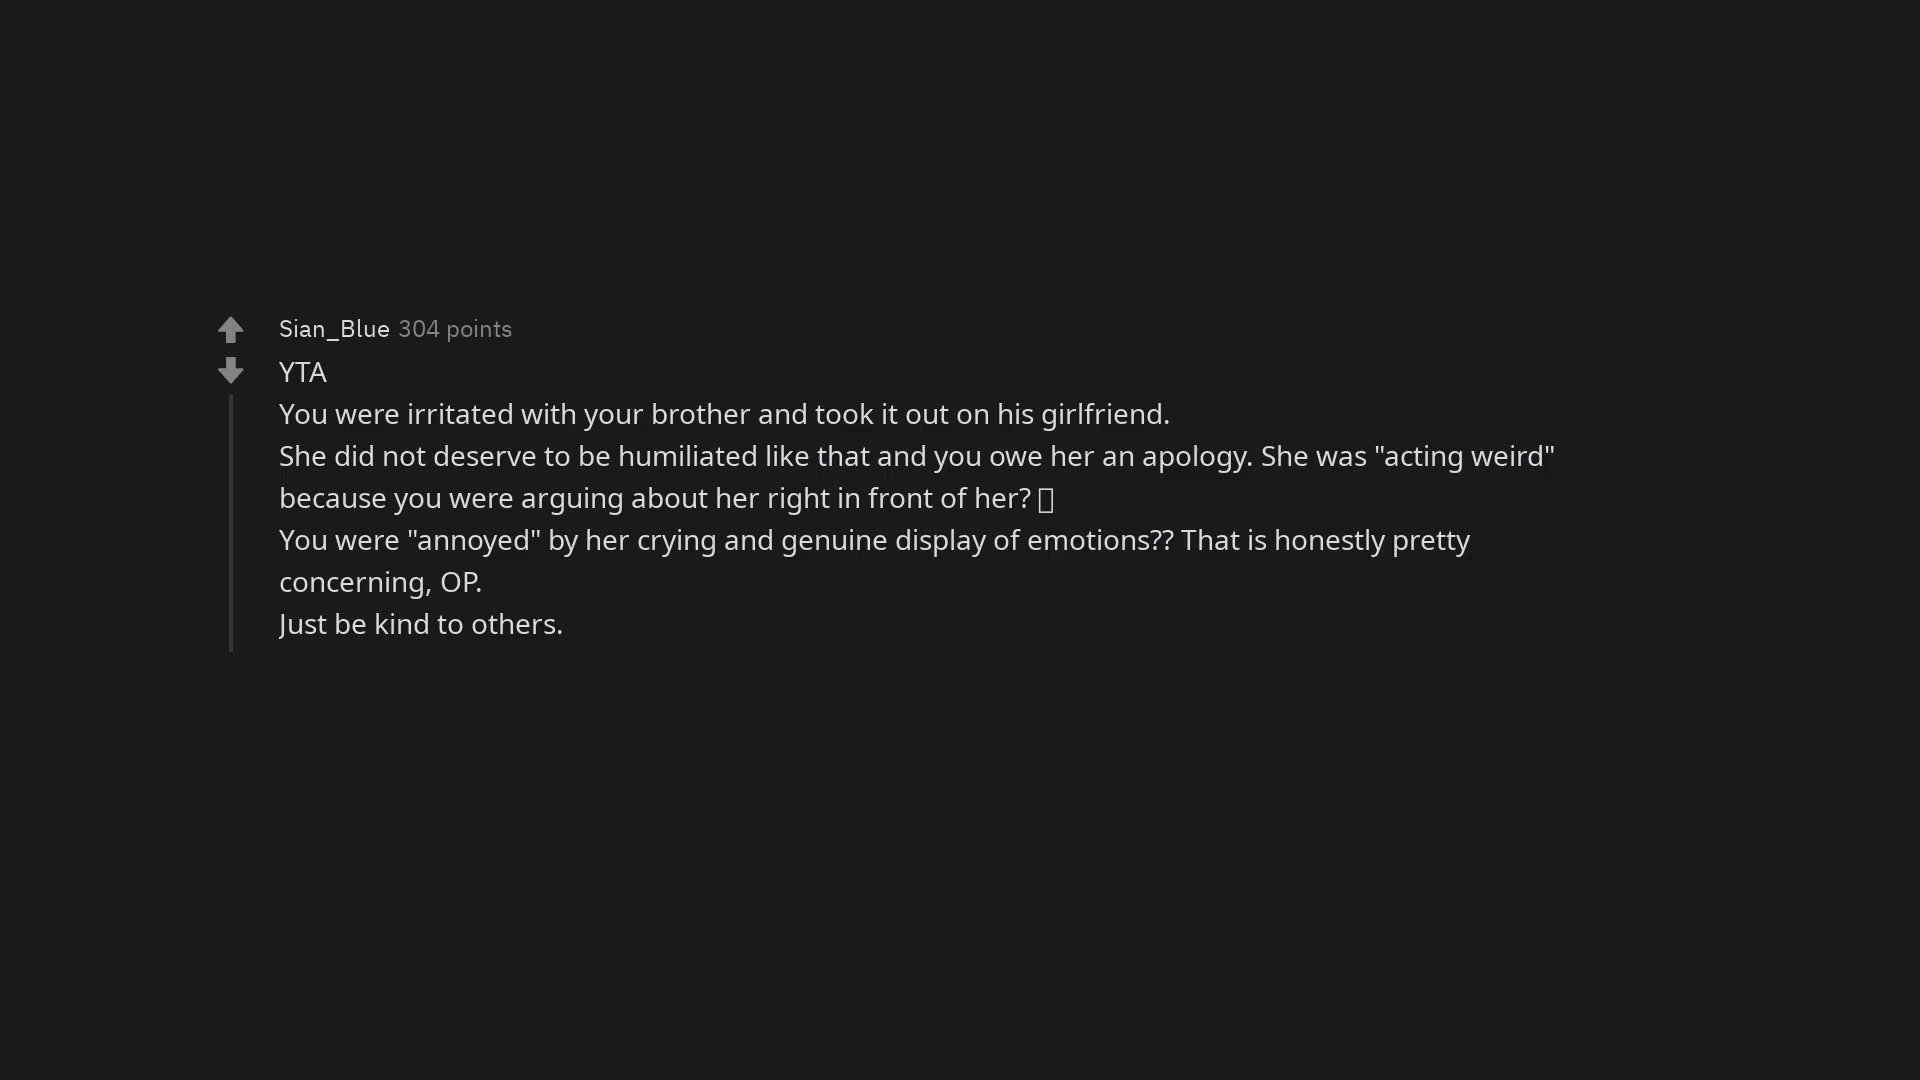 Sian_Blue 304 points
YTA
You were irritated with your brother and took it out on his girlfriend.
She did not deserve to be humiliated like that and you owe her an apology. She was "acting weird"
because you were arguing about her right in front of her? 
You were "annoyed" by her crying and genuine display of emotions?? That is honestly pretty
concerning, OP.
Just be kind to others.